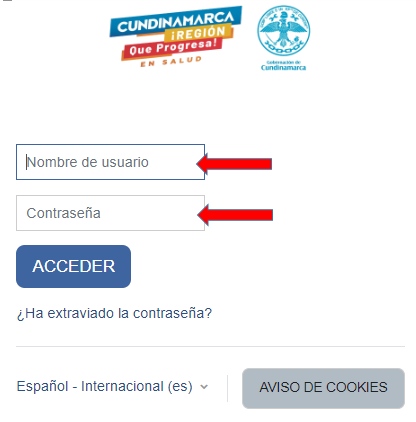 CUNDINAMARCA
¡REGIÓN
Que Progresa!
EN SALUD
Gobernación de
Cundinamarca
Nombre de usuario
Contraseña
ACCEDER
¿Ha extraviado la contraseña?
Español - Internacional (es)
AVISO DE COOKIES